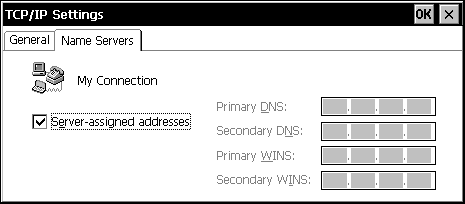 TCP/IP Settings OK ×
General Name Servers
My Connection
Server-assigned addresses
Primary DNS:
Secondary DNS:
Primary WINS:
Secondary WINS: